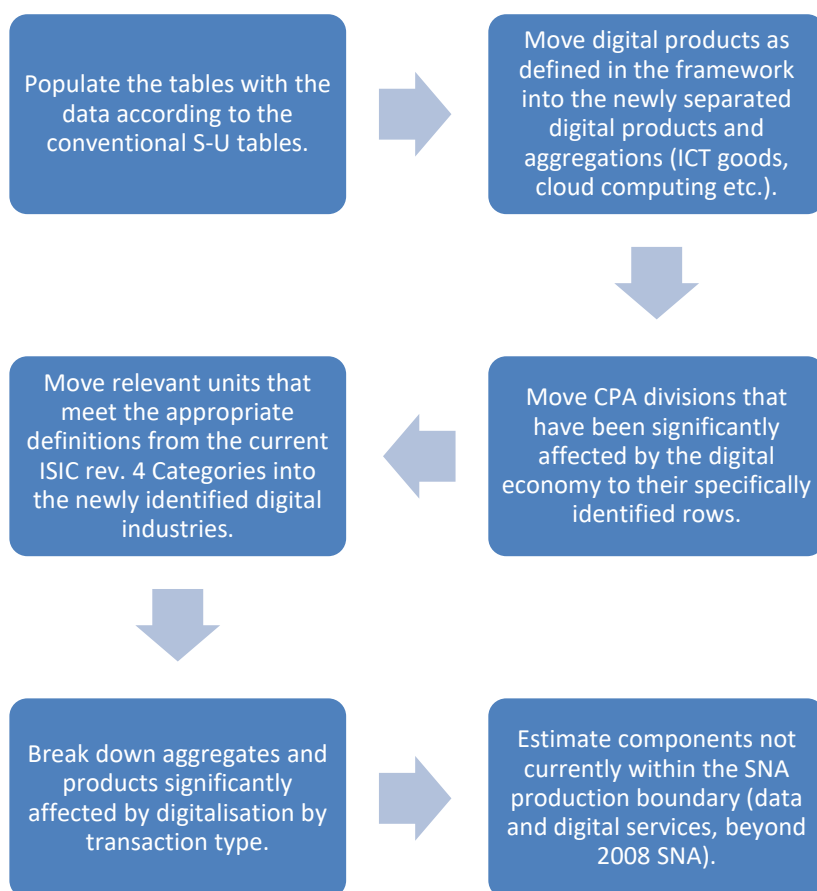 Populate the tables with the
data according to the
conventional S-U tables.
Move digital products as
defined in the framework
into the newly separated
digital products and
aggregations (ICT goods,
cloud computing etc.).
Move CPA divisions that
have been significantly
affected by the digital
economy to their specifically
identified rows.
Move relevant units that
meet the appropriate
definitions from the current
ISIC rev. 4 Categories into
the newly identified digital
industries.
Break down aggregates and
products significantly
affected by digitalisation by
transaction type.
Estimate components not
currently within the SNA
production boundary (data
and digital services, beyond
2008 SNA).